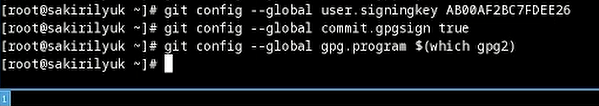 [root@sakirilyuk ~]# git config --global user.signingkey AB00AF2BC7FDEE26
[root@sakirilyuk ~]# git config --global commit.gpgsign true
[root@sakirilyuk ~]# git config --global gpg.program $(which gpg2)
[root@sakirilyuk ~]#
1